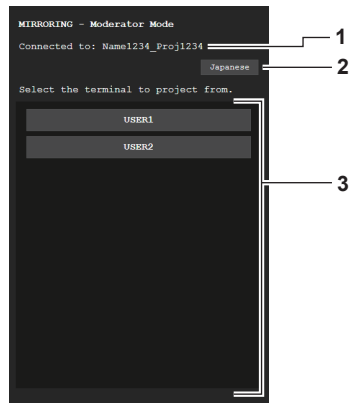 MIRRORING - Moderator Mode
Connected to: Name1234_Proj1234
1
Japanese
2
Select the terminal to project from.
USER1
USER2
3